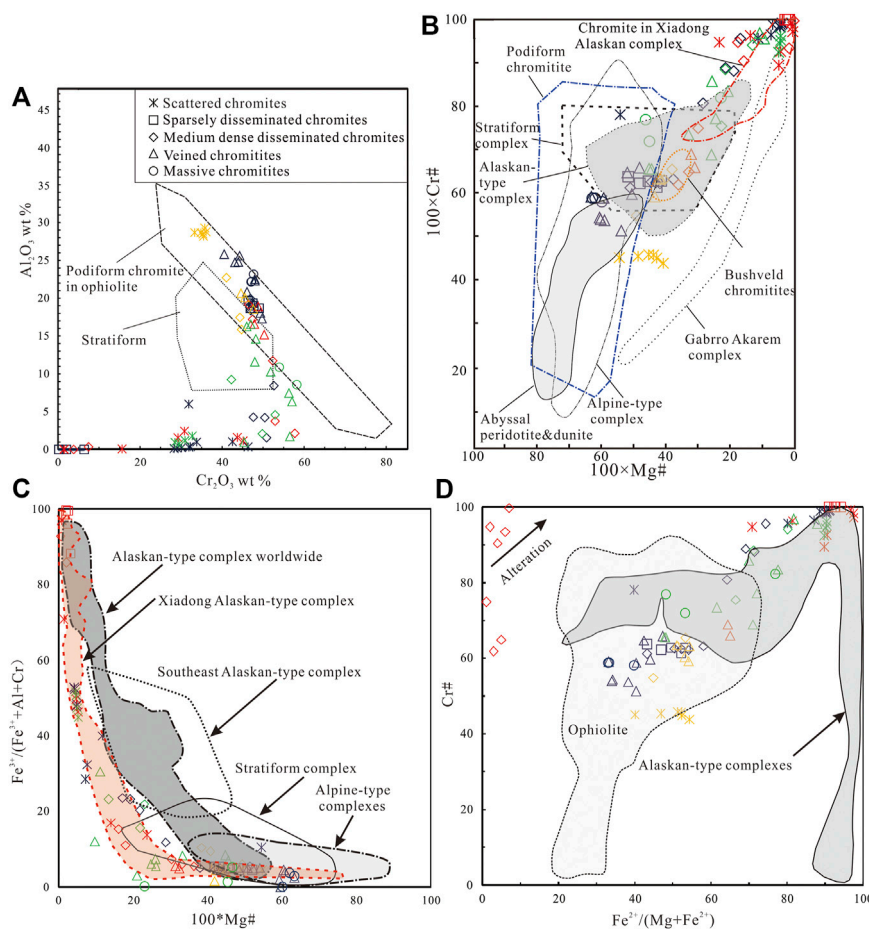 A
Scattered chromites
Sparsely disseminated chromites
Medium dense disseminated chromites
Veined chromitites
Massive chromitites
45
40
35
30
25
20
15
10
5
0
Al₂O₃ wt %
Podiform chromite
in ophiolite
Stratiform
0
20
40
60
80
Cr₂O₃ wt %
B
100
80
60
40
20
100×Cr#
Chromite in Xiadong
Alaskan complex
Podiform
chromitite
Stratiform
complex
Alaskan-
type complex
Bushveld
chromitites
Gabrro Akarem
complex
Alpine-type
complex
Abyssal
peridotite&dunite
100
80
60
40
20
0
100×Mg#
C
100
80
60
40
20
0
Fe³⁺/(Fe³⁺+Al+Cr)
Alaskan-type complex worldwide
Xiadong Alaskan-type complex
Southeast Alaskan-type complex
Stratiform complex
Alpine-type
complexes
0
20
40
60
80
100
100*Mg#
D
100
80
60
40
20
0
Cr#
Alteration
Ophiolite
Alaskan-type complexes
0
20
40
60
80
100
Fe²⁺/(Mg+Fe²⁺)